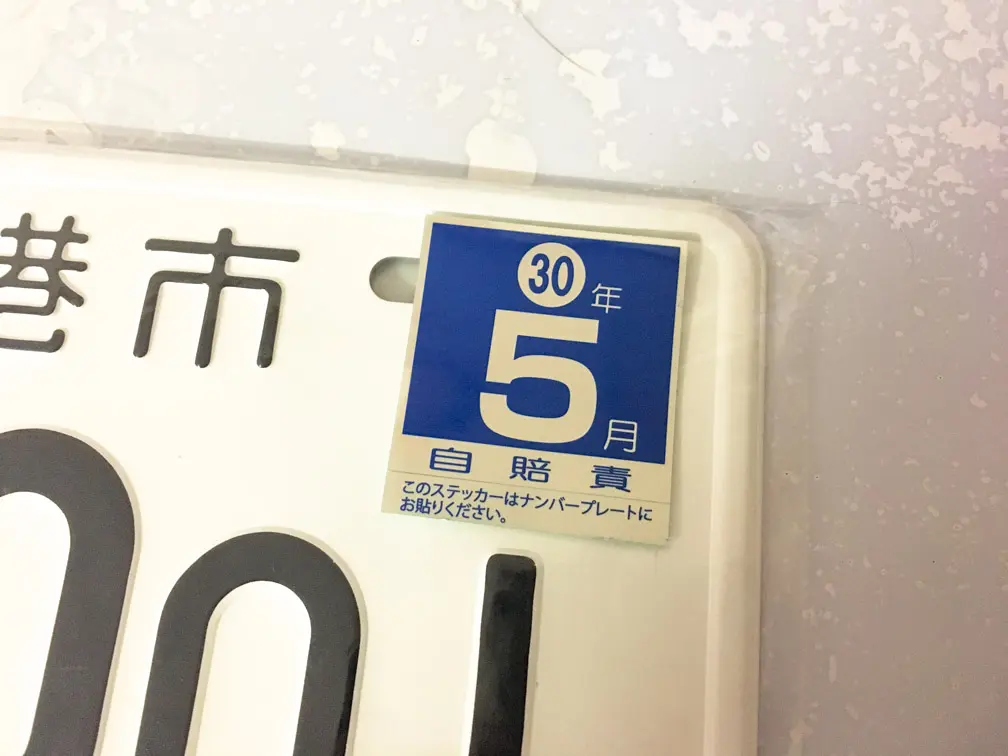 港市
30年
5月
自賠責
このステッカーはナンバープレートに
お貼りください。
001